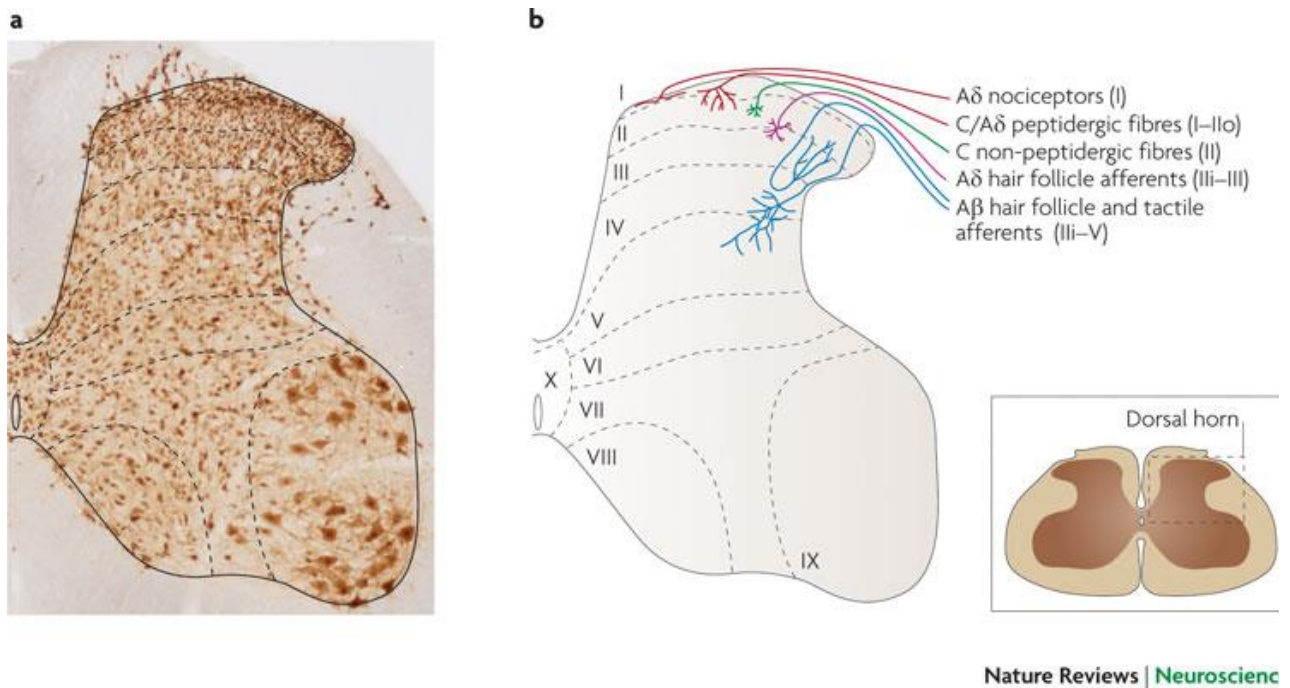 a
b
I
II
III
IV
V
VI
X
VII
VIII
IX
Aδ nociceptors (I)
C/Aδ peptidergic fibres (I–IIo)
C non-peptidergic fibres (II)
Aδ hair follicle afferents (IIi–III)
Aβ hair follicle and tactile
afferents (IIi–V)
Dorsal horn
Nature Reviews | Neuroscienc